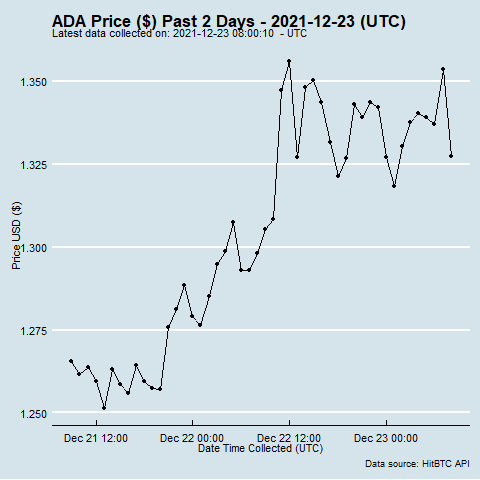 ADA Price ($) Past 2 Days - 2021-12-23 (UTC)
Latest data collected on: 2021-12-23 08:00:10 - UTC
1.350
1.325
1.300
1.275
1.250
Price USD ($)
Dec 21 12:00 Dec 22 00:00 Dec 22 12:00 Dec 23 00:00
Date Time Collected (UTC)
Data source: HitBTC API